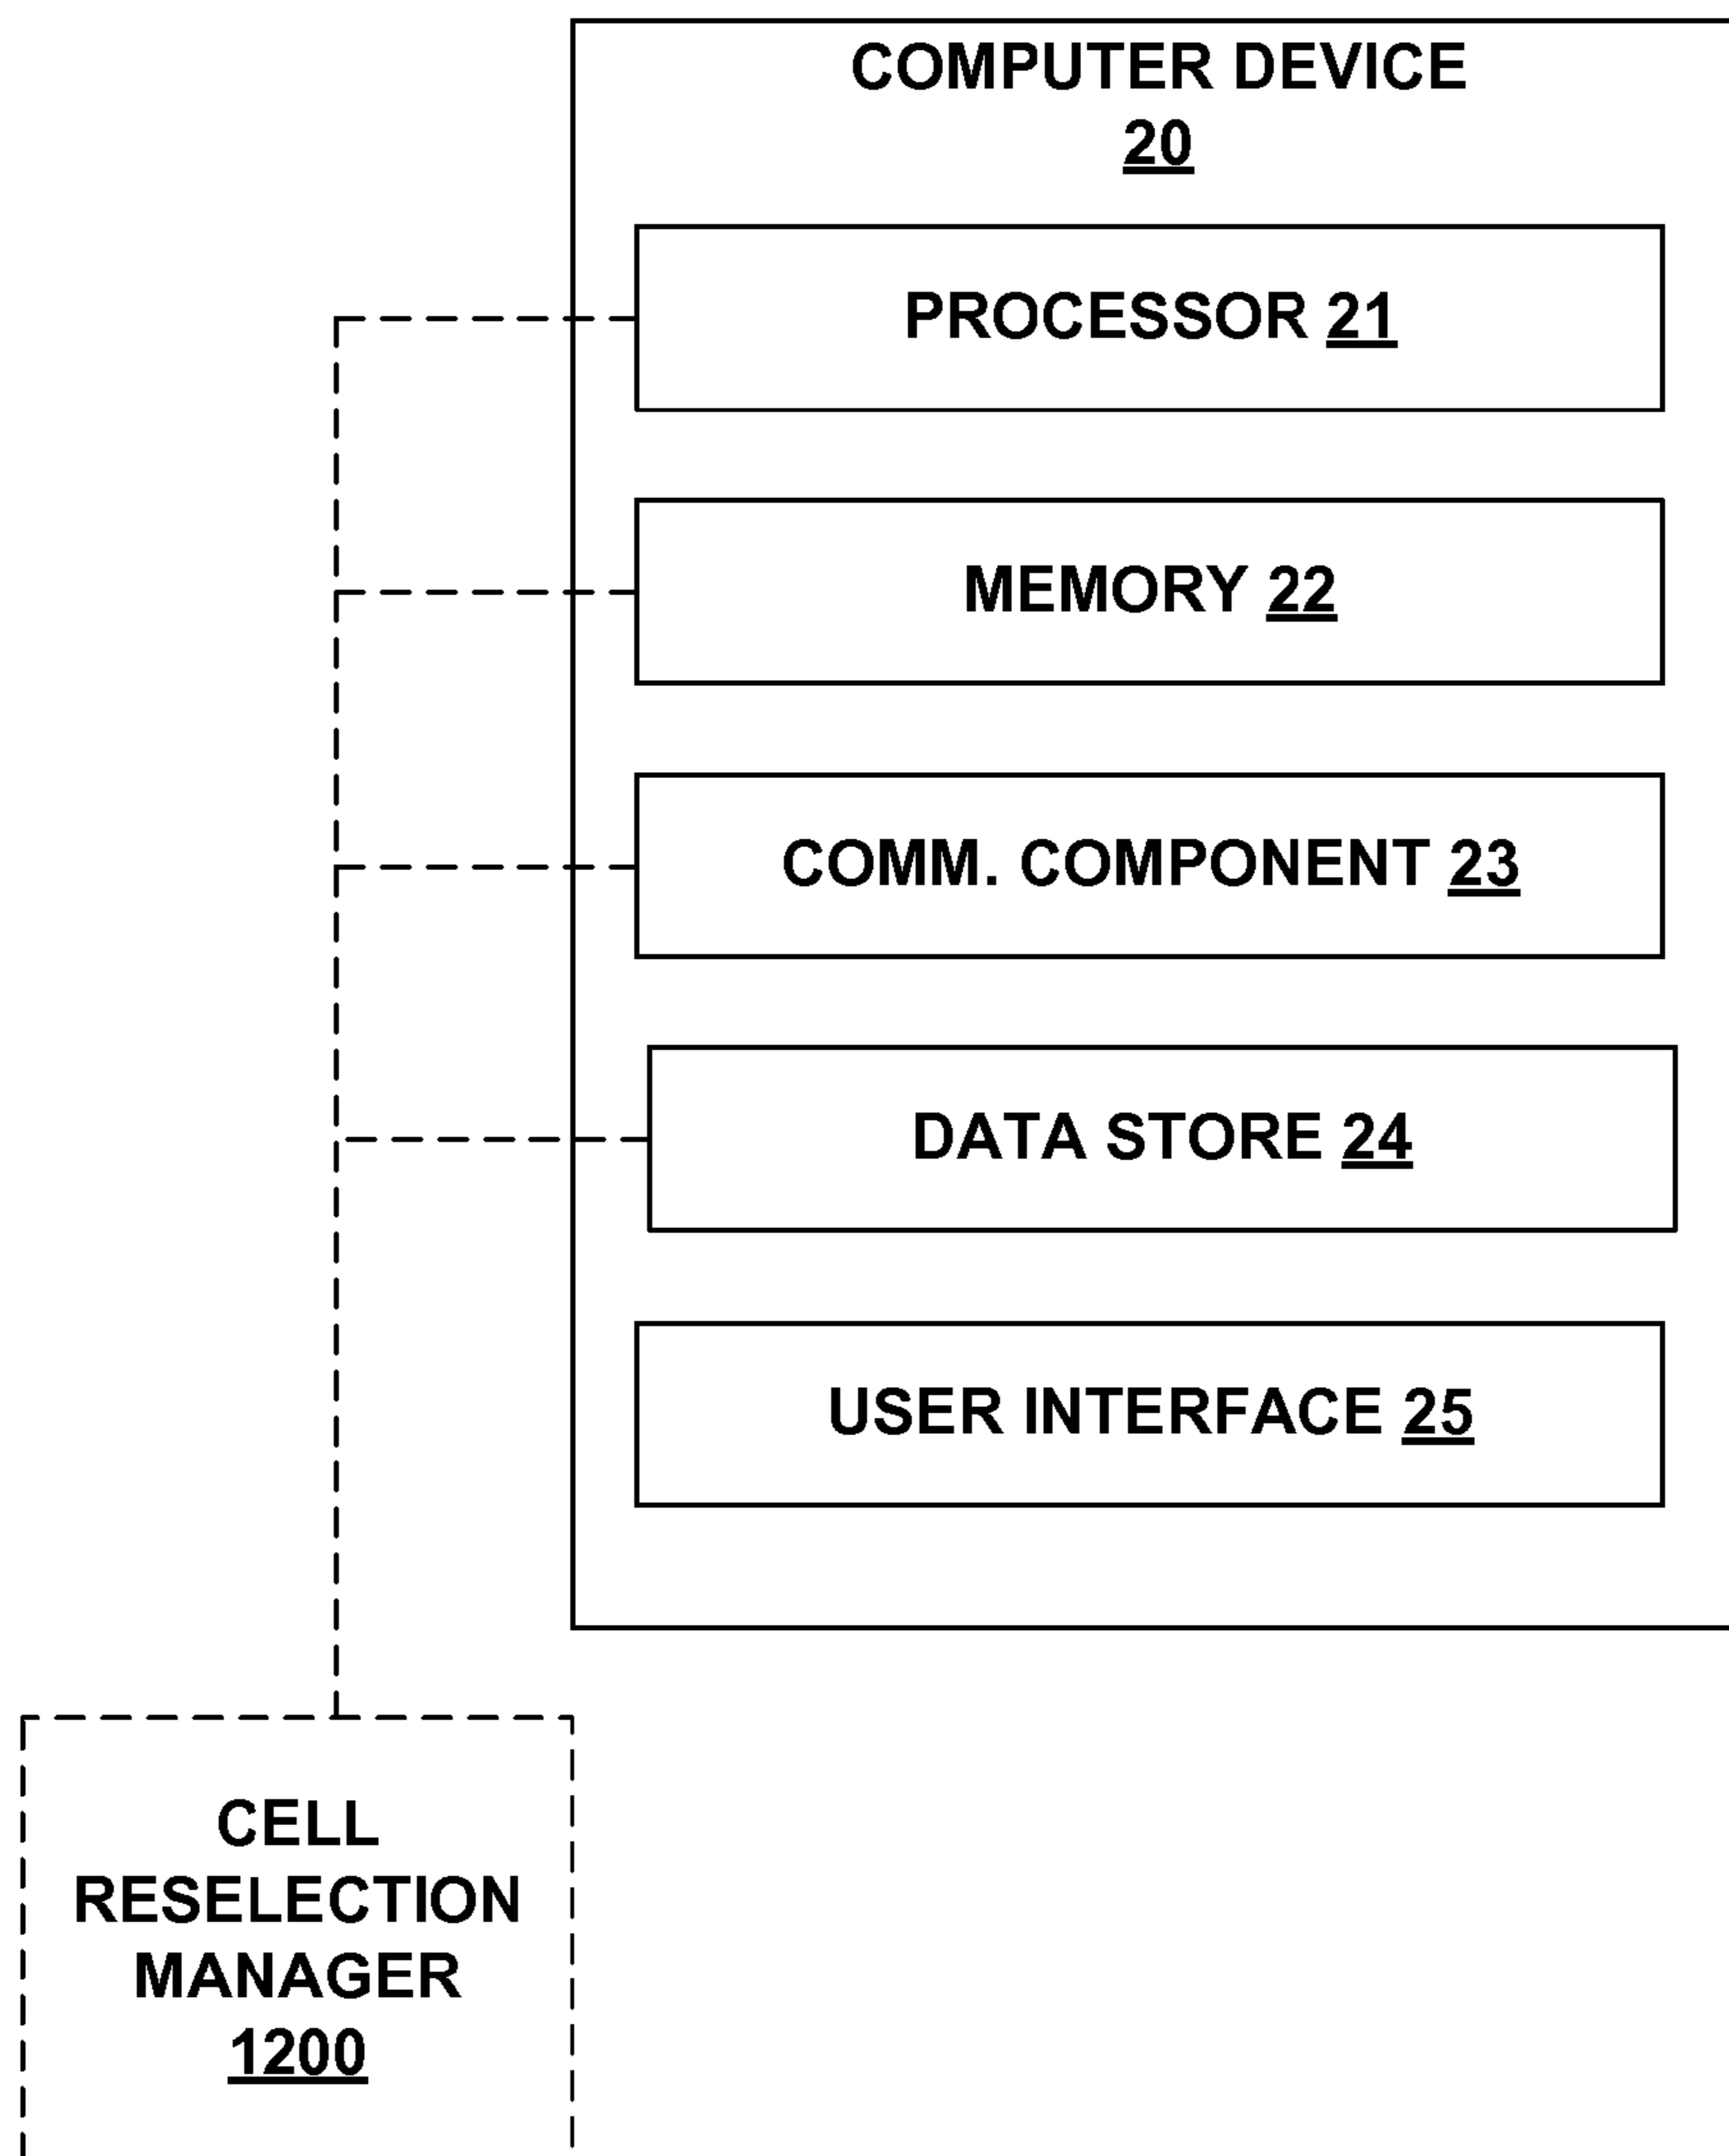 COMPUTER DEVICE
20
PROCESSOR 21
MEMORY 22
COMM. COMPONENT 23
DATA STORE 24
USER INTERFACE 25
CELL
RESELECTION
MANAGER
1200